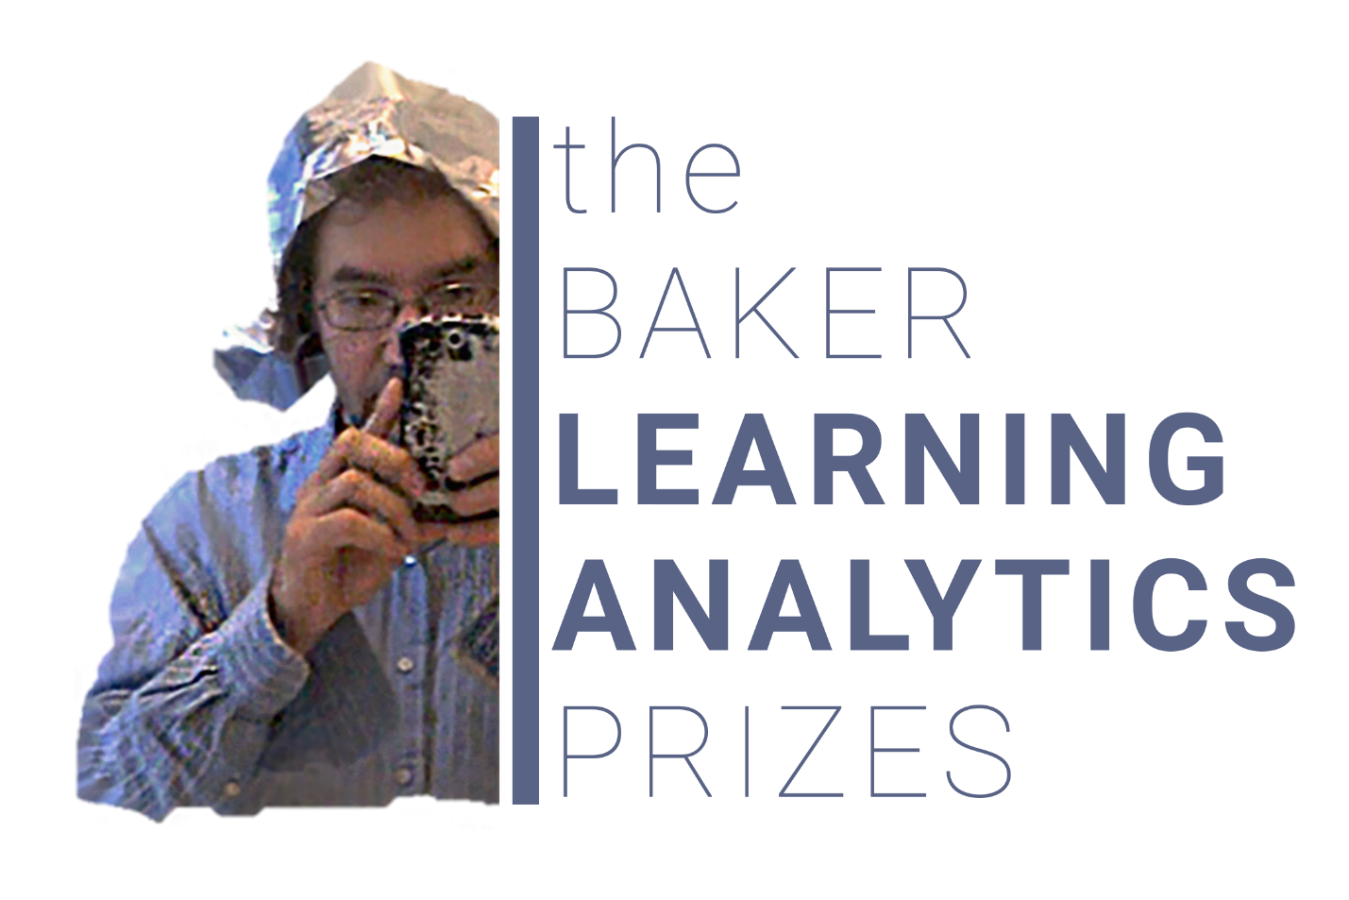 the
BAKER
LEARNING
ANALYTICS
PRIZES